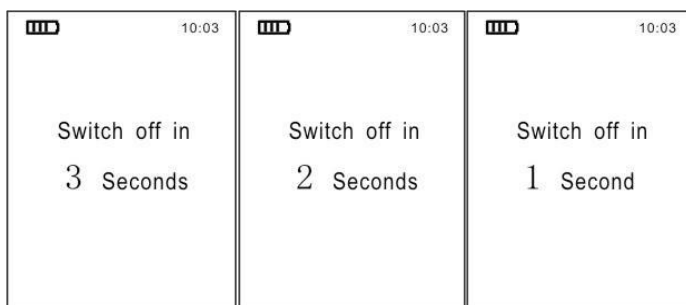 10:03
Switch off in
3 Seconds
10:03
Switch off in
2 Seconds
10:03
Switch off in
1 Second